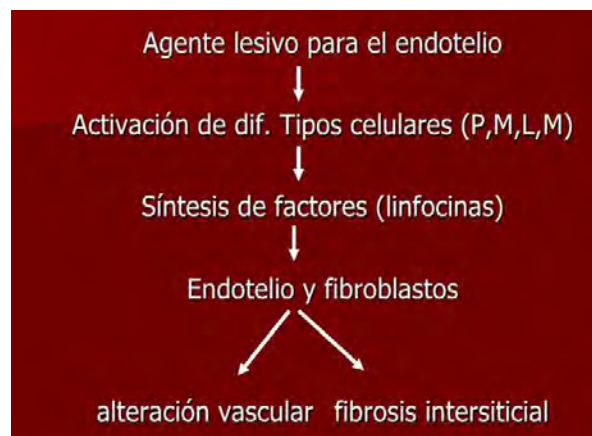 Agente lesivo para el endotelio
Activación de dif. Tipos celulares (P,M,L,M)
Síntesis de factores (linfocinas)
Endotelio y fibroblastos
alteración vascular fibrosis intersiticial